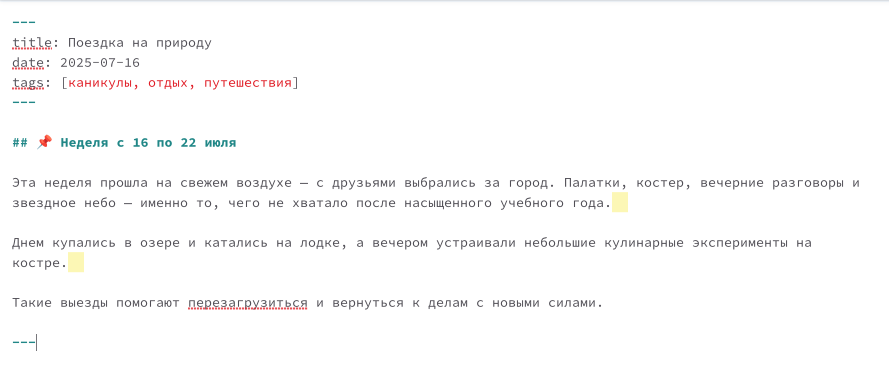 ---
title: Поездка на природу
date: 2025-07-16
tags: [каникулы, отдых, путешествия]
---
## 📌 Неделя с 16 по 22 июля
Эта неделя прошла на свежем воздухе — с друзьями выбрались за город. Палатки, костер, вечерние разговоры и
звездное небо — именно то, чего не хватало после насыщенного учебного года.
Днем купались в озере и катались на лодке, а вечером устраивали небольшие кулинарные эксперименты на
костре.
Такие выезды помогают перезагрузиться и вернуться к делам с новыми силами.
---